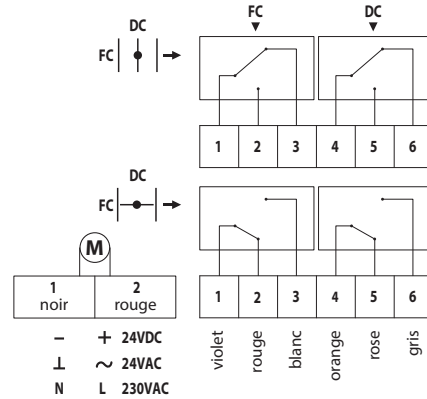 FC DC
DC
FC
1 2 3 4 5 6
DC
FC
M
1 2
noir rouge
1 2 3 4 5 6
violet rouge blanc orange rose gris
– + 24VDC
⊥ ~ 24VAC
N L 230VAC